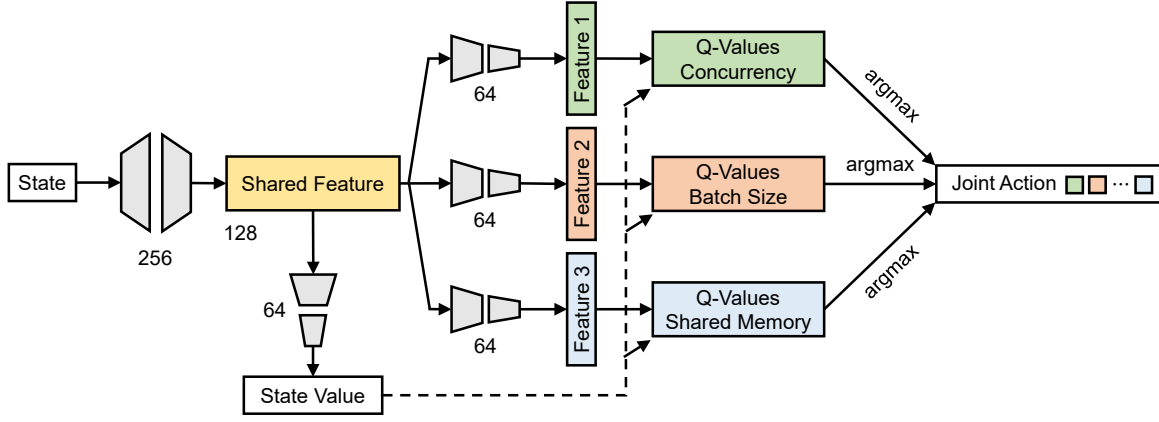 State
256
Shared Feature
128
64
State Value
64
Feature 1
Q-Values
Concurrency
argmax
64
Feature 2
Q-Values
Batch Size
argmax
64
Feature 3
Q-Values
Shared Memory
argmax
Joint Action ...